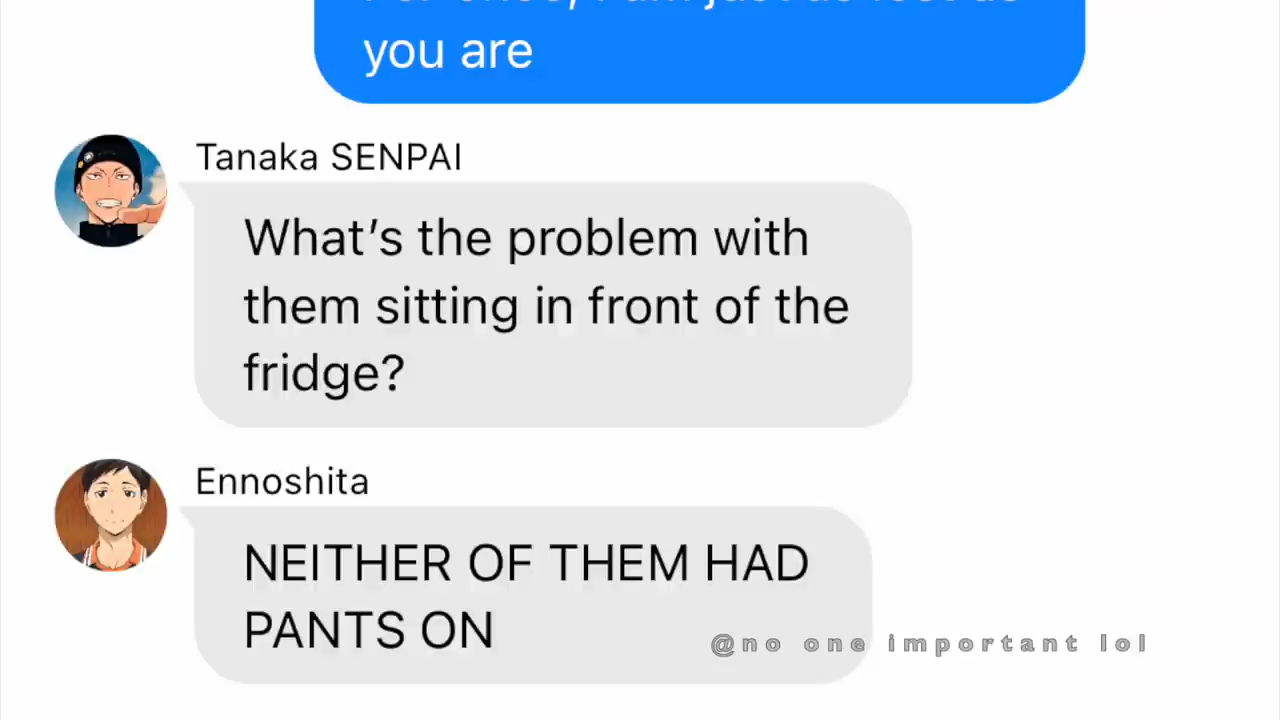 you are
Tanaka SENPAI
What's the problem with
them sitting in front of the
fridge?
Ennoshita
NEITHER OF THEM HAD
PANTS ON
@no one important lol